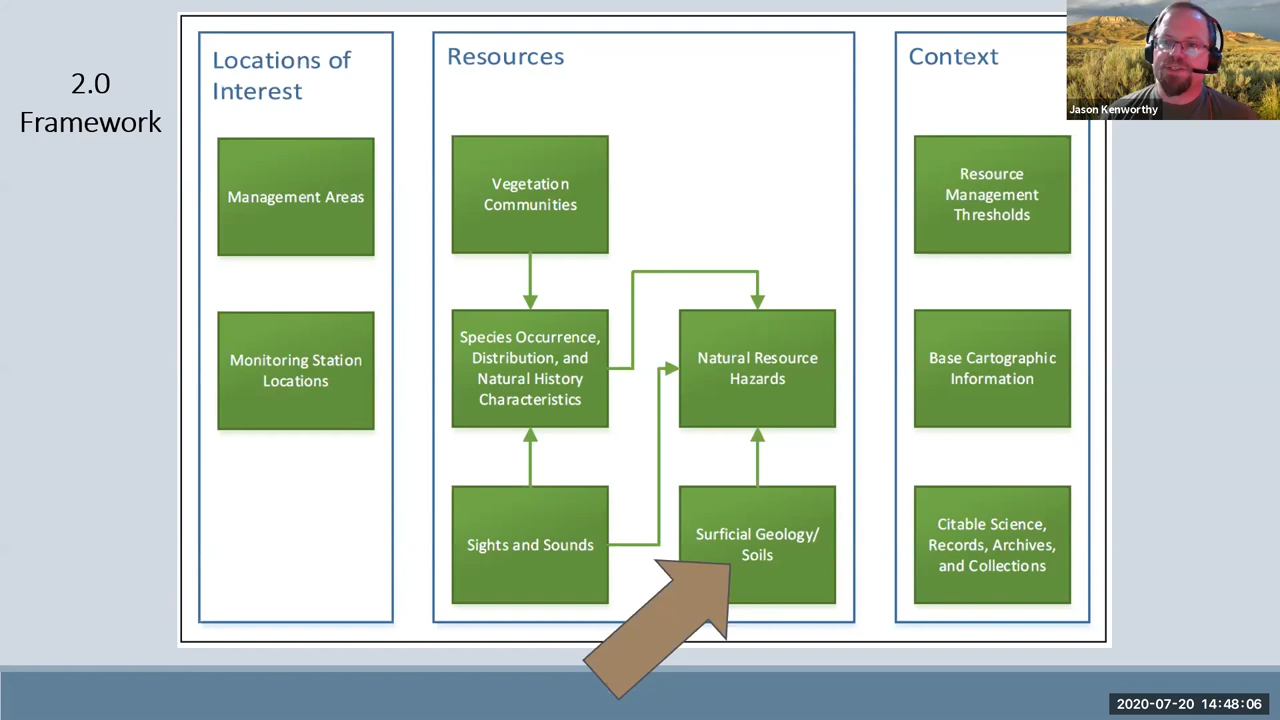 2.0
Framework
Locations of
Interest
Management Areas
Monitoring Station
Locations
Resources
Vegetation
Communities
Species Occurrence,
Distribution, and
Natural History
Characteristics
Natural Resource
Hazards
Sights and Sounds
Surficial Geology/
Soils
Context
Resource
Management
Thresholds
Base Cartographic
Information
Citable Science,
Records, Archives,
and Collections
Jason Kenworthy
2020-07-20 14:48:06